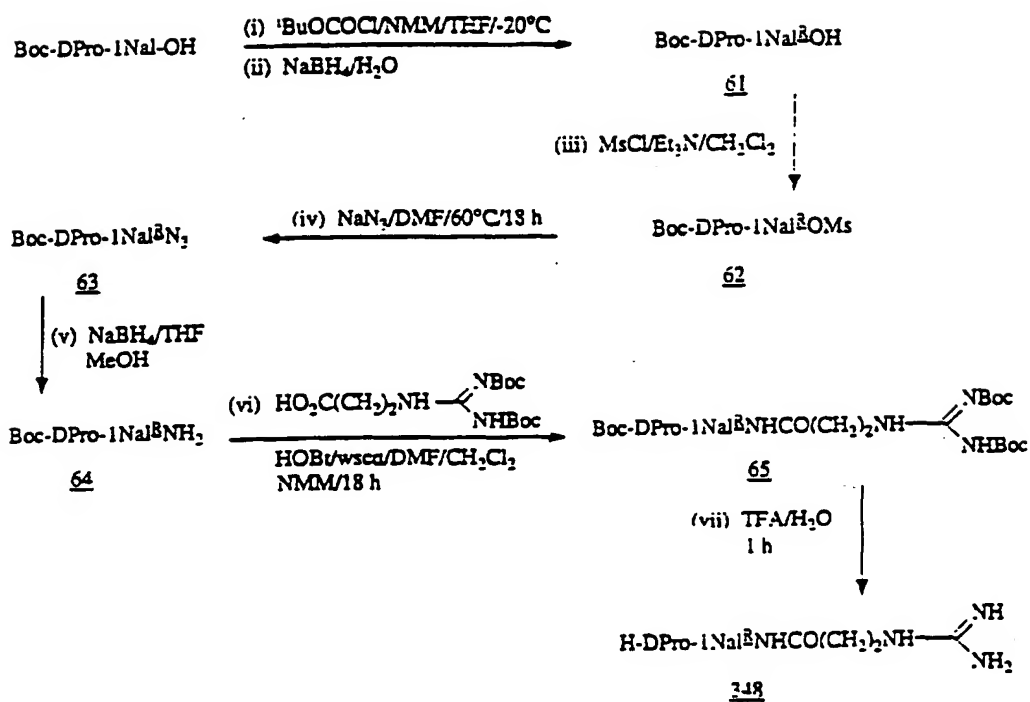 Boc-DPro-1Nal-OH
(i) ⁱBuOCOCl/NMM/THF/-20°C
(ii) NaBH₄/H₂O
Boc-DPro-1NalᴿOH
61
(iii) MsCl/Et₃N/CH₂Cl₂
Boc-DPro-1NalᴿOMs
62
(iv) NaN₃/DMF/60°C/18 h
Boc-DPro-1NalᴿN₃
63
(v) NaBH₄/THF
MeOH
Boc-DPro-1NalᴿNH₂
64
(vi) HO₂C(CH₂)₂NH
NBoc
NHBoc
HOBt/wscd/DMF/CH₂Cl₂
NMM/18 h
Boc-DPro-1NalᴿNHCO(CH₂)₂NH
NBoc
NHBoc
65
(vii) TFA/H₂O
1 h
H-DPro-1NalᴿNHCO(CH₂)₂NH
NH
NH₂
348